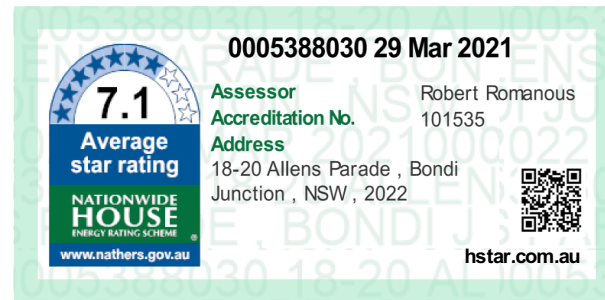 0005388030 29 Mar 2021
7.1
Average
star rating
NATIONWIDE
HOUSE
ENERGY RATING SCHEME
®
www.nathers.gov.au
Assessor Robert Romanous
Accreditation No. 101535
Address
18-20 Allens Parade , Bondi
Junction , NSW , 2022
hstar.com.au